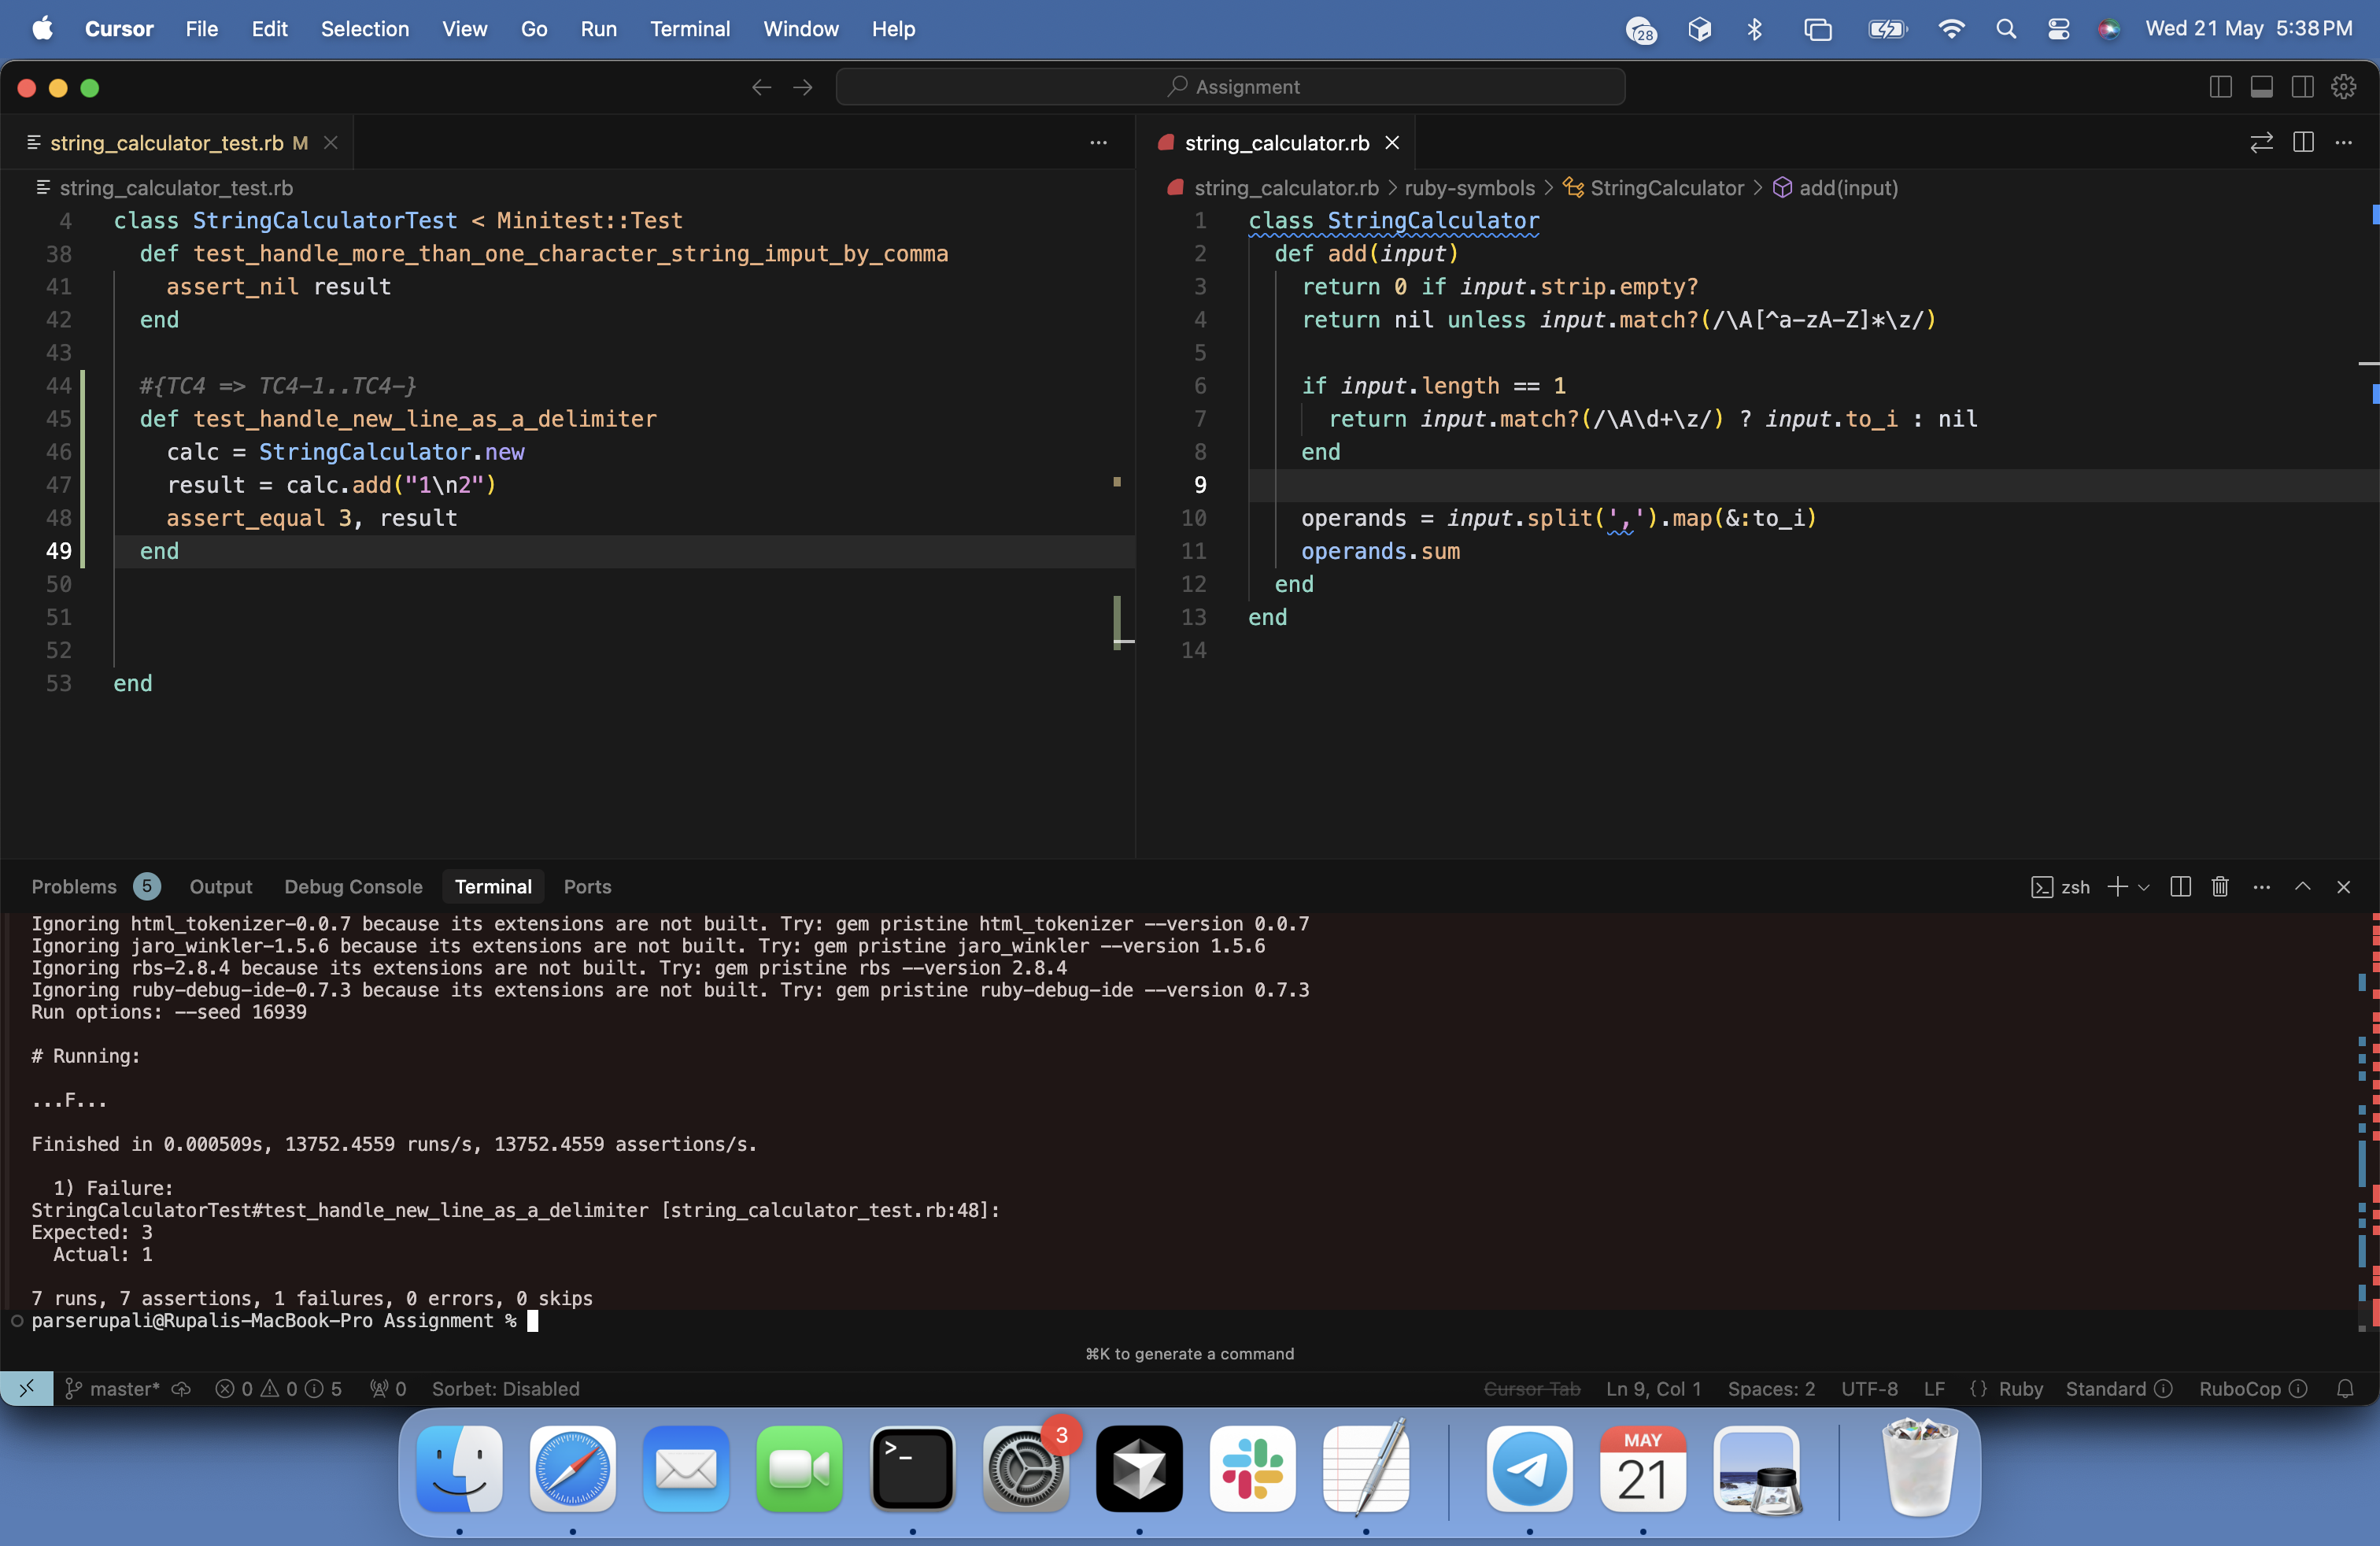 Cursor File Edit Selection View Go Run Terminal Window Help 28 Wed 21 May 5:38 PM
Assignment
string_calculator_test.rb M
string_calculator.rb
string_calculator_test.rb
string_calculator.rb > ruby-symbols > StringCalculator > add(input)
4 class StringCalculatorTest < Minitest::Test
38 def test_handle_more_than_one_character_string_imput_by_comma
41 assert_nil result
42 end
43
44 #{TC4 => TC4-1..TC4-}
45 def test_handle_new_line_as_a_delimiter
46 calc = StringCalculator.new
47 result = calc.add("1\n2")
48 assert_equal 3, result
49 end
50
51
52
53 end
1 class StringCalculator
2 def add(input)
3 return 0 if input.strip.empty?
4 return nil unless input.match?(/\A[^a-zA-Z]*\z/)
5
6 if input.length == 1
7 return input.match?(/\A\d+\z/) ? input.to_i : nil
8 end
9
10 operands = input.split(',').map(&:to_i)
11 operands.sum
12 end
13 end
14
Problems 5 Output Debug Console Terminal Ports zsh
Ignoring html_tokenizer-0.0.7 because its extensions are not built. Try: gem pristine html_tokenizer --version 0.0.7
Ignoring jaro_winkler-1.5.6 because its extensions are not built. Try: gem pristine jaro_winkler --version 1.5.6
Ignoring rbs-2.8.4 because its extensions are not built. Try: gem pristine rbs --version 2.8.4
Ignoring ruby-debug-ide-0.7.3 because its extensions are not built. Try: gem pristine ruby-debug-ide --version 0.7.3
Run options: --seed 16939
# Running:
...F...
Finished in 0.000509s, 13752.4559 runs/s, 13752.4559 assertions/s.
1) Failure:
StringCalculatorTest#test_handle_new_line_as_a_delimiter [string_calculator_test.rb:48]:
Expected: 3
Actual: 1
7 runs, 7 assertions, 1 failures, 0 errors, 0 skips
parserupali@Rupalis-MacBook-Pro Assignment %
⌘K to generate a command
master* 0 0 5 0 Sorbet: Disabled Cursor Tab Ln 9, Col 1 Spaces: 2 UTF-8 LF {} Ruby Standard RuboCop
3
MAY
21